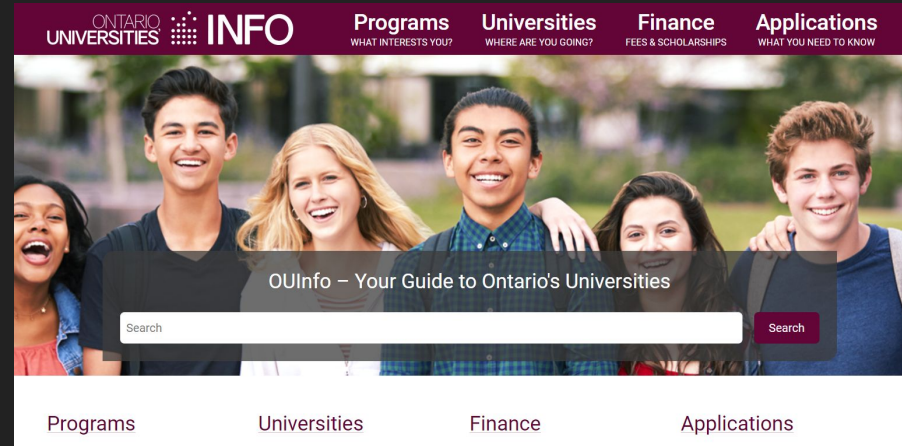 ONTARIO
UNIVERSITIES' INFO
Programs
WHAT INTERESTS YOU?
Universities
WHERE ARE YOU GOING?
Finance
FEES & SCHOLARSHIPS
Applications
WHAT YOU NEED TO KNOW
OUInfo – Your Guide to Ontario's Universities
Search
Search
Programs
Universities
Finance
Applications